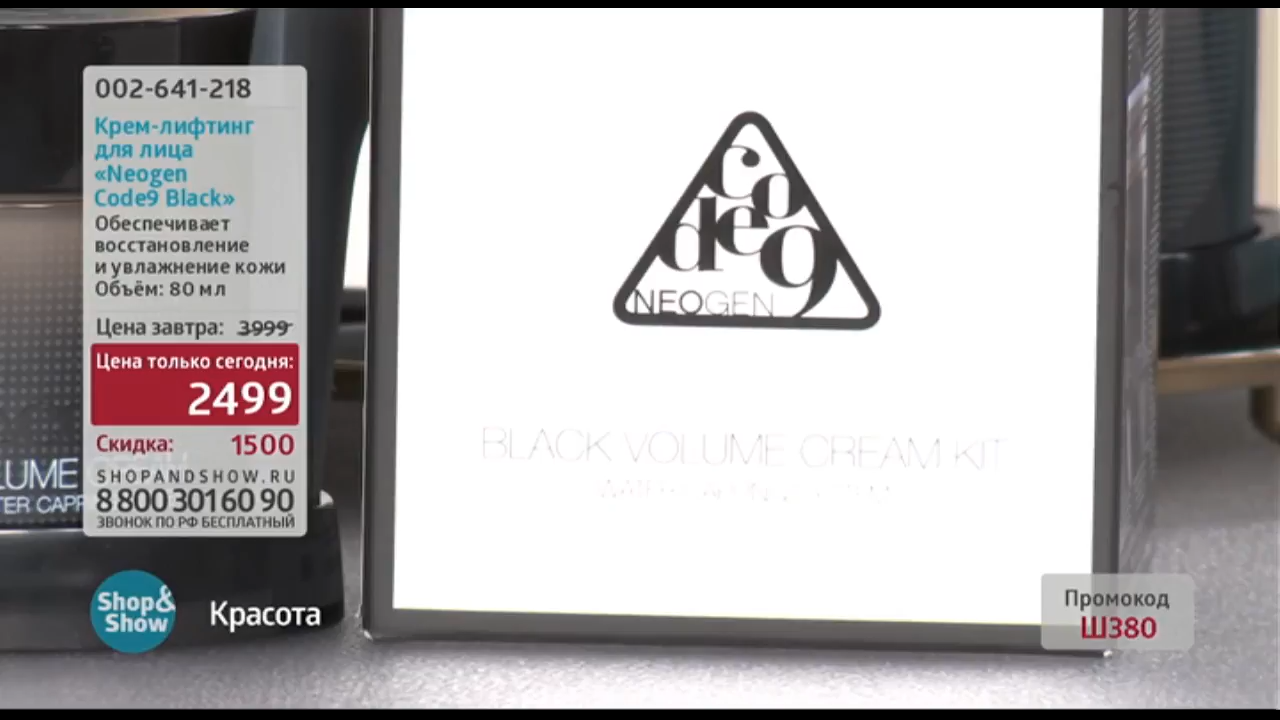 002-641-218
Крем-лифтинг
для лица
«Neogen
Code9 Black»
Обеспечивает
восстановление
и увлажнение кожи
Объём: 80 мл
Цена завтра: 3999
Цена только сегодня:
2499
Скидка: 1500
SHOPANDSHOW.RU
8 800 301 60 90
ЗВОНОК ПО РФ БЕСПЛАТНЫЙ
Shop&
Show
Красота
Code9
NEOGEN
BLACK VOLUME CREAM KIT
Промокод
Ш380